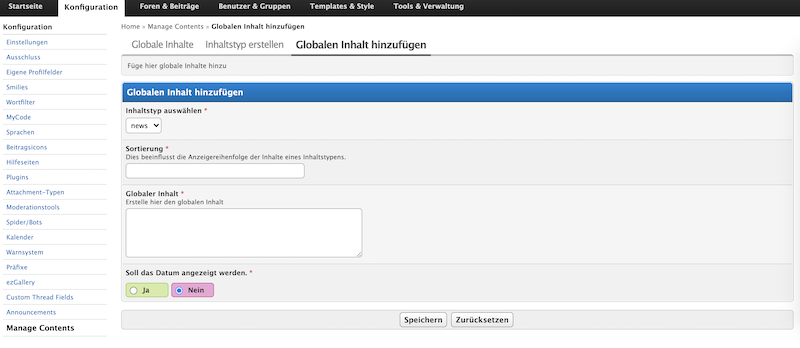 Startseite Konfiguration Foren & Beiträge Benutzer & Gruppen Templates & Style Tools & Verwaltung
Konfiguration
Einstellungen
Ausschluss
Eigene Profilfelder
Smilies
Wortfilter
MyCode
Sprachen
Beitragsicons
Hilfeseiten
Plugins
Attachment-Typen
Moderationstools
Spider/Bots
Kalender
Warnsystem
Präfixe
ezGallery
Custom Thread Fields
Announcements
Manage Contents
Home » Manage Contents » Globalen Inhalt hinzufügen
Globale Inhalte Inhaltstyp erstellen Globalen Inhalt hinzufügen
Füge hier globale Inhalte hinzu
Globalen Inhalt hinzufügen
Inhaltstyp auswählen *
news
Sortierung *
Dies beeinflusst die Anzeigereihenfolge der Inhalte eines Inhaltstypens.
Globaler Inhalt *
Erstelle hier den globalen Inhalt
Soll das Datum angezeigt werden. *
Ja Nein
Speichern Zurücksetzen